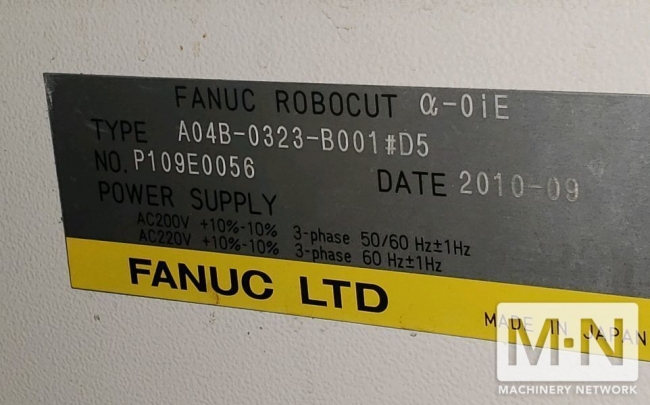 FANUC ROBOCUT α-0iE
TYPE A04B-0323-B001#D5
NO. P109E0056 DATE 2010-09
POWER SUPPLY
AC200V +10%-10% 3-phase 50/60 Hz±1Hz
AC220V +10%-10% 3-phase 60 Hz±1Hz
FANUC LTD
MADE IN JAPAN
M·N
MACHINERY NETWORK